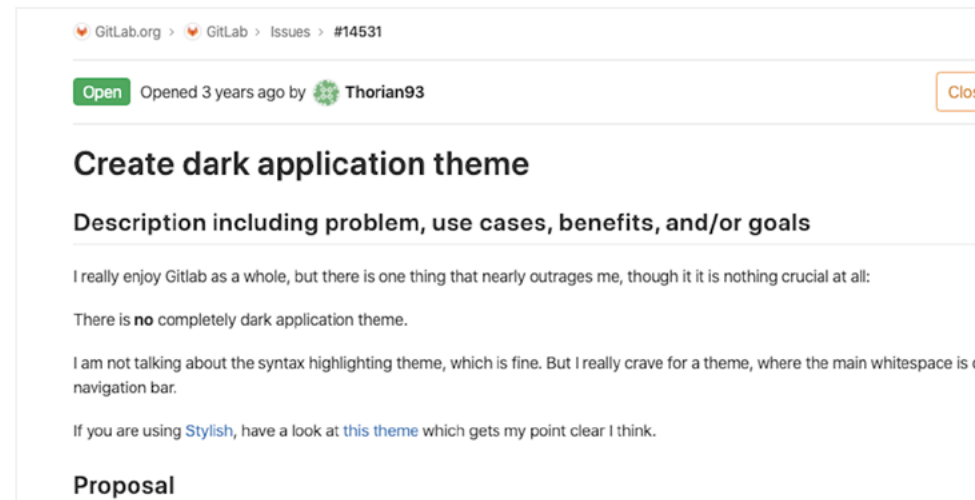 GitLab.org > GitLab > Issues > #14531
Open Opened 3 years ago by Thorian93
Create dark application theme
Description including problem, use cases, benefits, and/or goals
I really enjoy Gitlab as a whole, but there is one thing that nearly outrages me, though it it is nothing crucial at all:
There is no completely dark application theme.
I am not talking about the syntax highlighting theme, which is fine. But I really crave for a theme, where the main whitespace is
navigation bar.
If you are using Stylish, have a look at this theme which gets my point clear I think.
Proposal